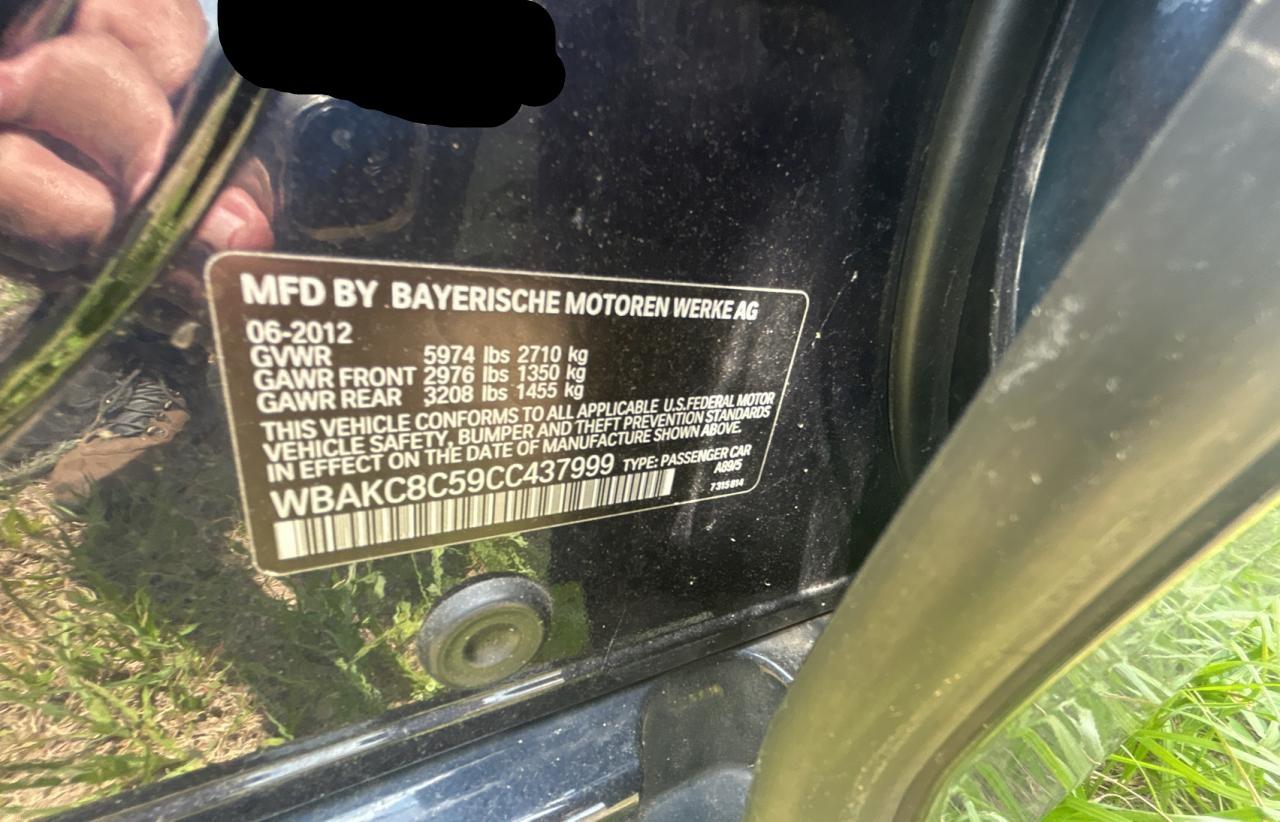 MFD BY BAYERISCHE MOTOREN WERKE AG
06-2012
GVWR 5974 lbs 2710 kg
GAWR FRONT 2976 lbs 1350 kg
GAWR REAR 3208 lbs 1455 kg
THIS VEHICLE CONFORMS TO ALL APPLICABLE U.S.FEDERAL MOTOR
VEHICLE SAFETY, BUMPER AND THEFT PREVENTION STANDARDS
IN EFFECT ON THE DATE OF MANUFACTURE SHOWN ABOVE.
WBAKC8C59CC437999 TYPE: PASSENGER CAR
A89/5
7315814